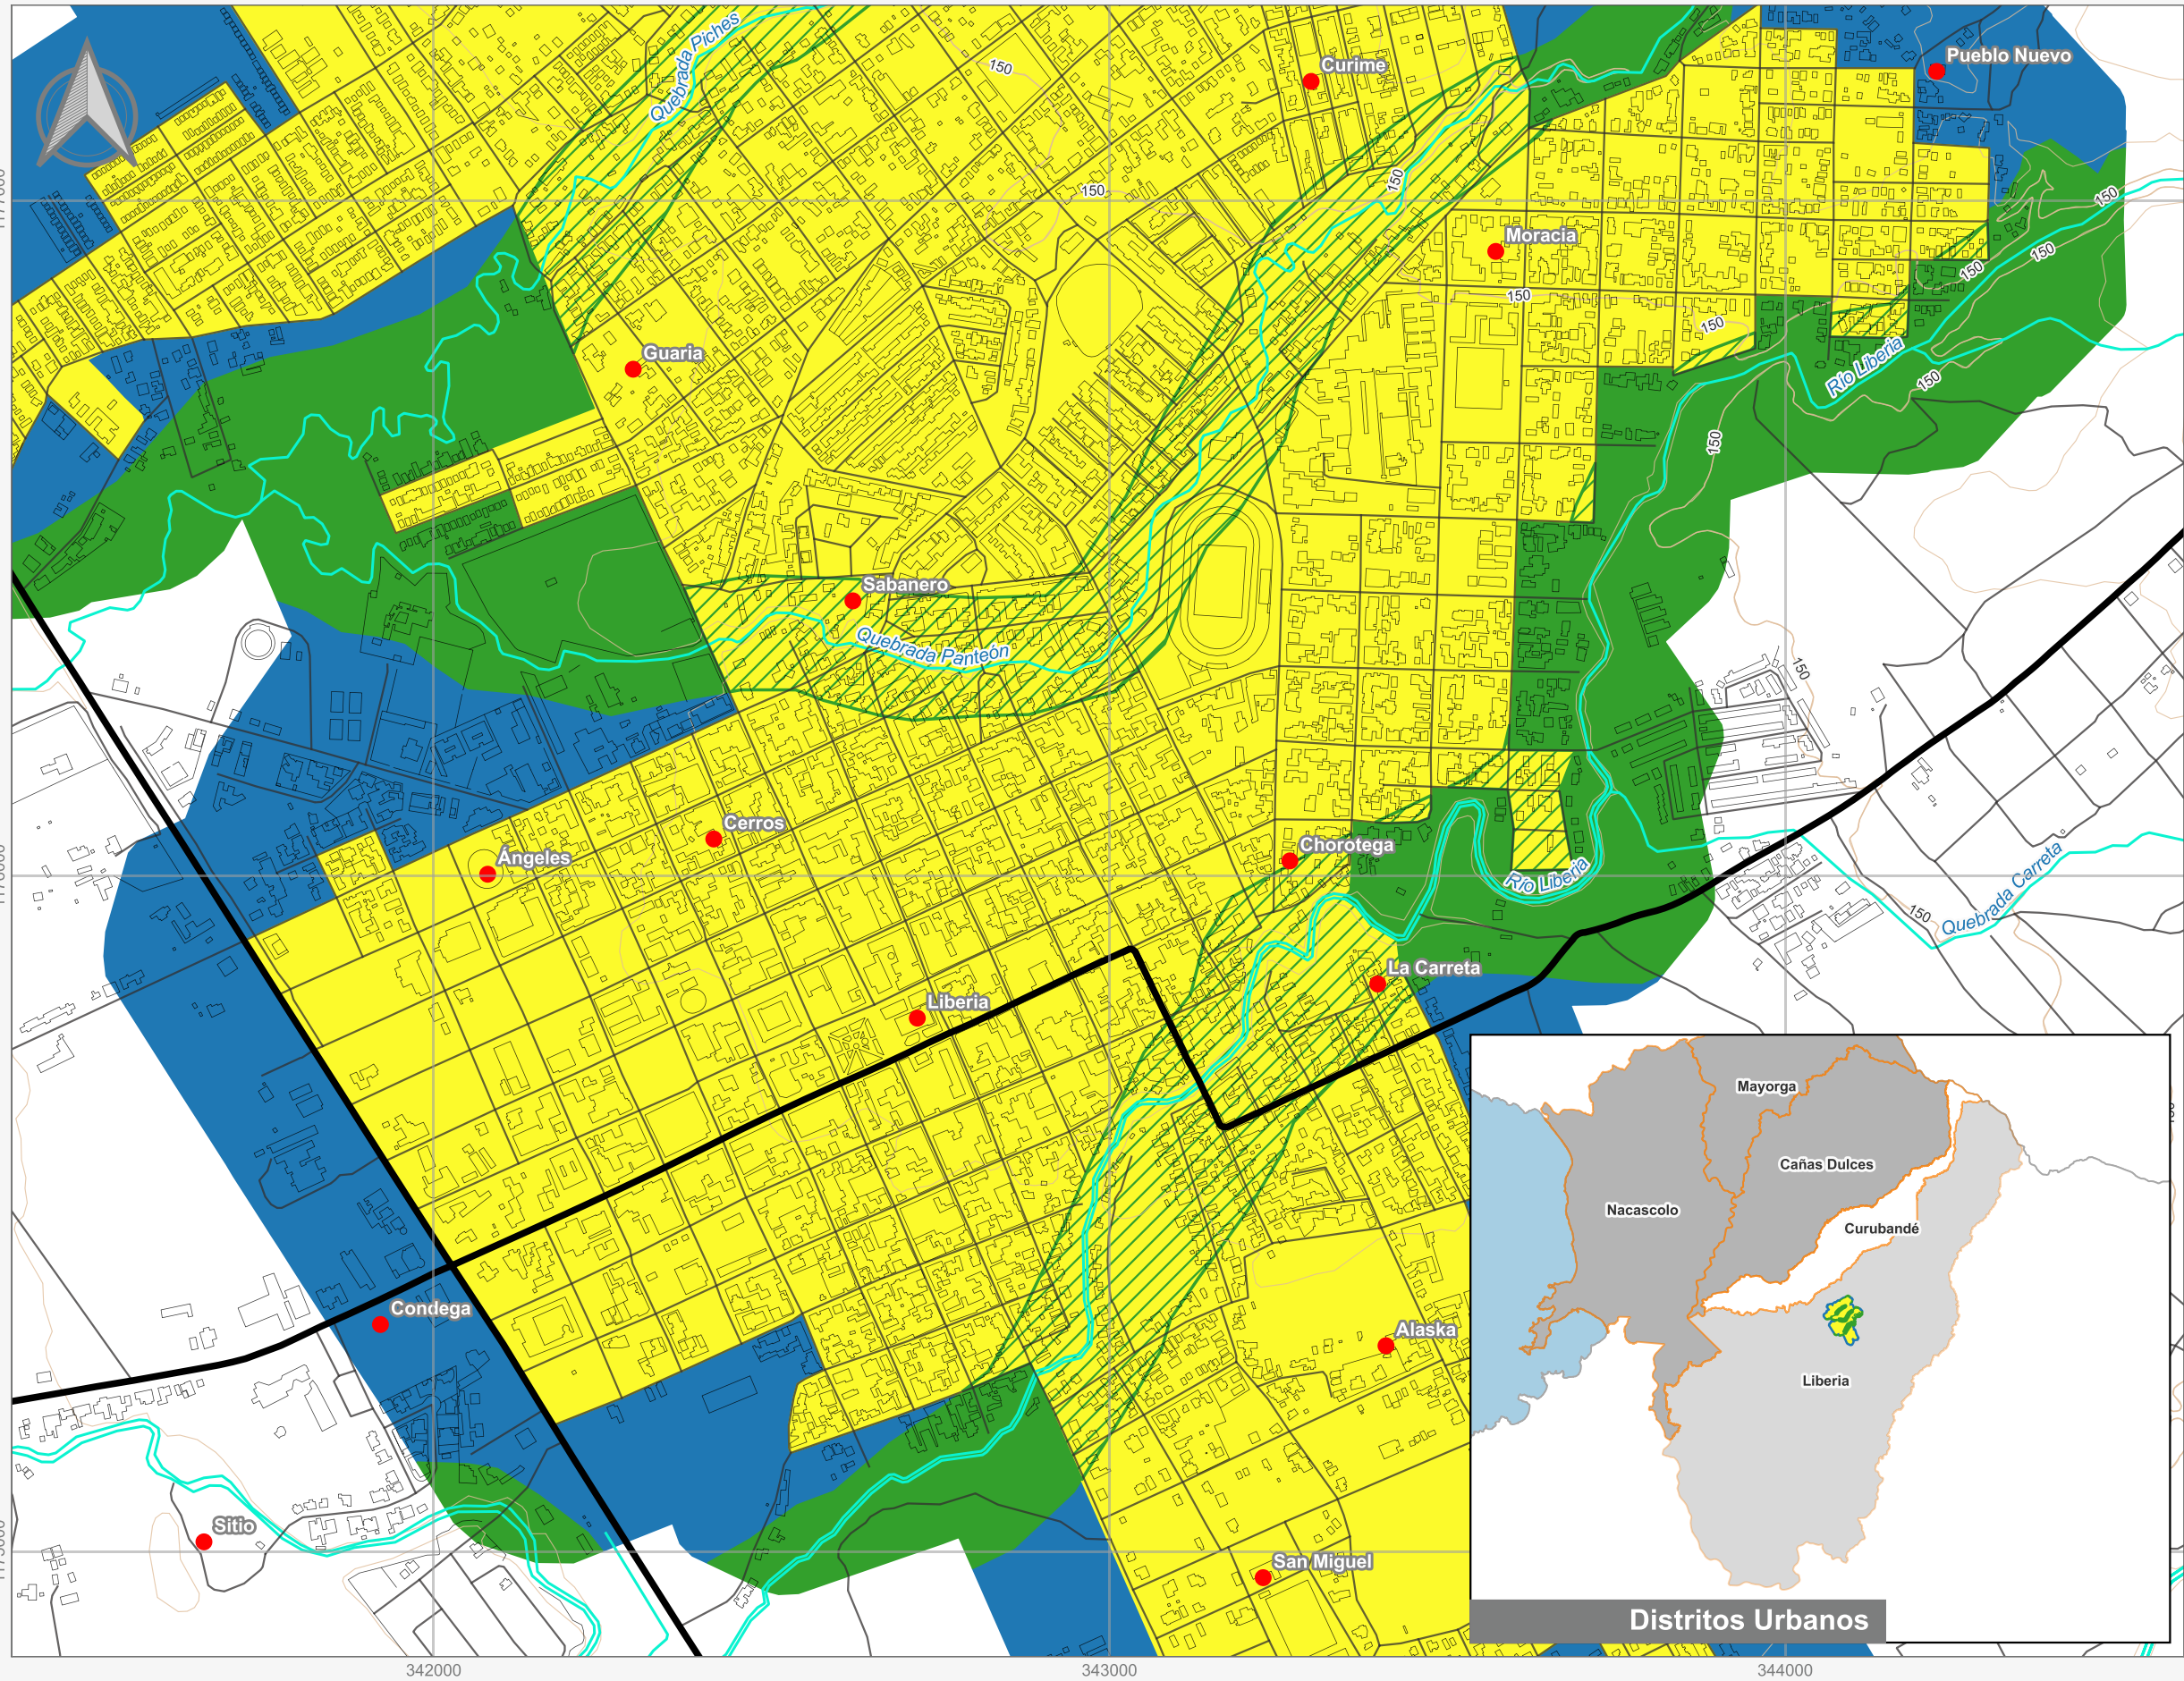 Quebrada Piches
150
Curime
Pueblo Nuevo
150
150
150
Moracia
150
150
150
150
Guaria
Río Liberia
150
150
Sabanero
Quebrada Panteón
150
Cerros
Chorotega
Ángeles
Río Liberia
Quebrada Carreta
150
La Carreta
Liberia
Condega
Alaska
Sitio
San Miguel
Mayorga
Cañas Dulces
Nacascolo
Curubandé
Liberia
Distritos Urbanos
342000
343000
344000